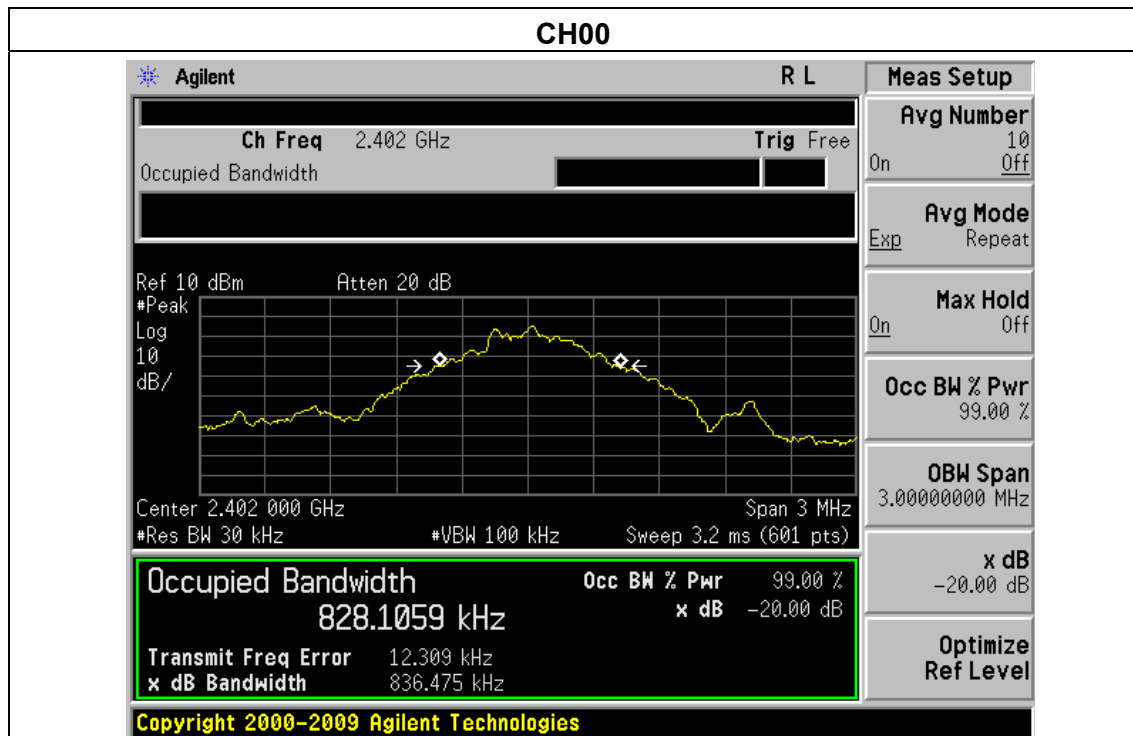 CH00
Agilent R L
Ch Freq 2.402 GHz Trig Free
Occupied Bandwidth
Ref 10 dBm Atten 20 dB
#Peak
Log
10
dB/
Center 2.402 000 GHz Span 3 MHz
#Res BW 30 kHz #VBW 100 kHz Sweep 3.2 ms (601 pts)
Occupied Bandwidth
828.1059 kHz
Occ BW % Pwr 99.00 %
x dB -20.00 dB
Transmit Freq Error 12.309 kHz
x dB Bandwidth 836.475 kHz
Copyright 2000-2009 Agilent Technologies
Meas Setup
Avg Number
10
On Off
Avg Mode
Exp Repeat
Max Hold
On Off
Occ BW % Pwr
99.00 %
OBW Span
3.00000000 MHz
x dB
-20.00 dB
Optimize
Ref Level